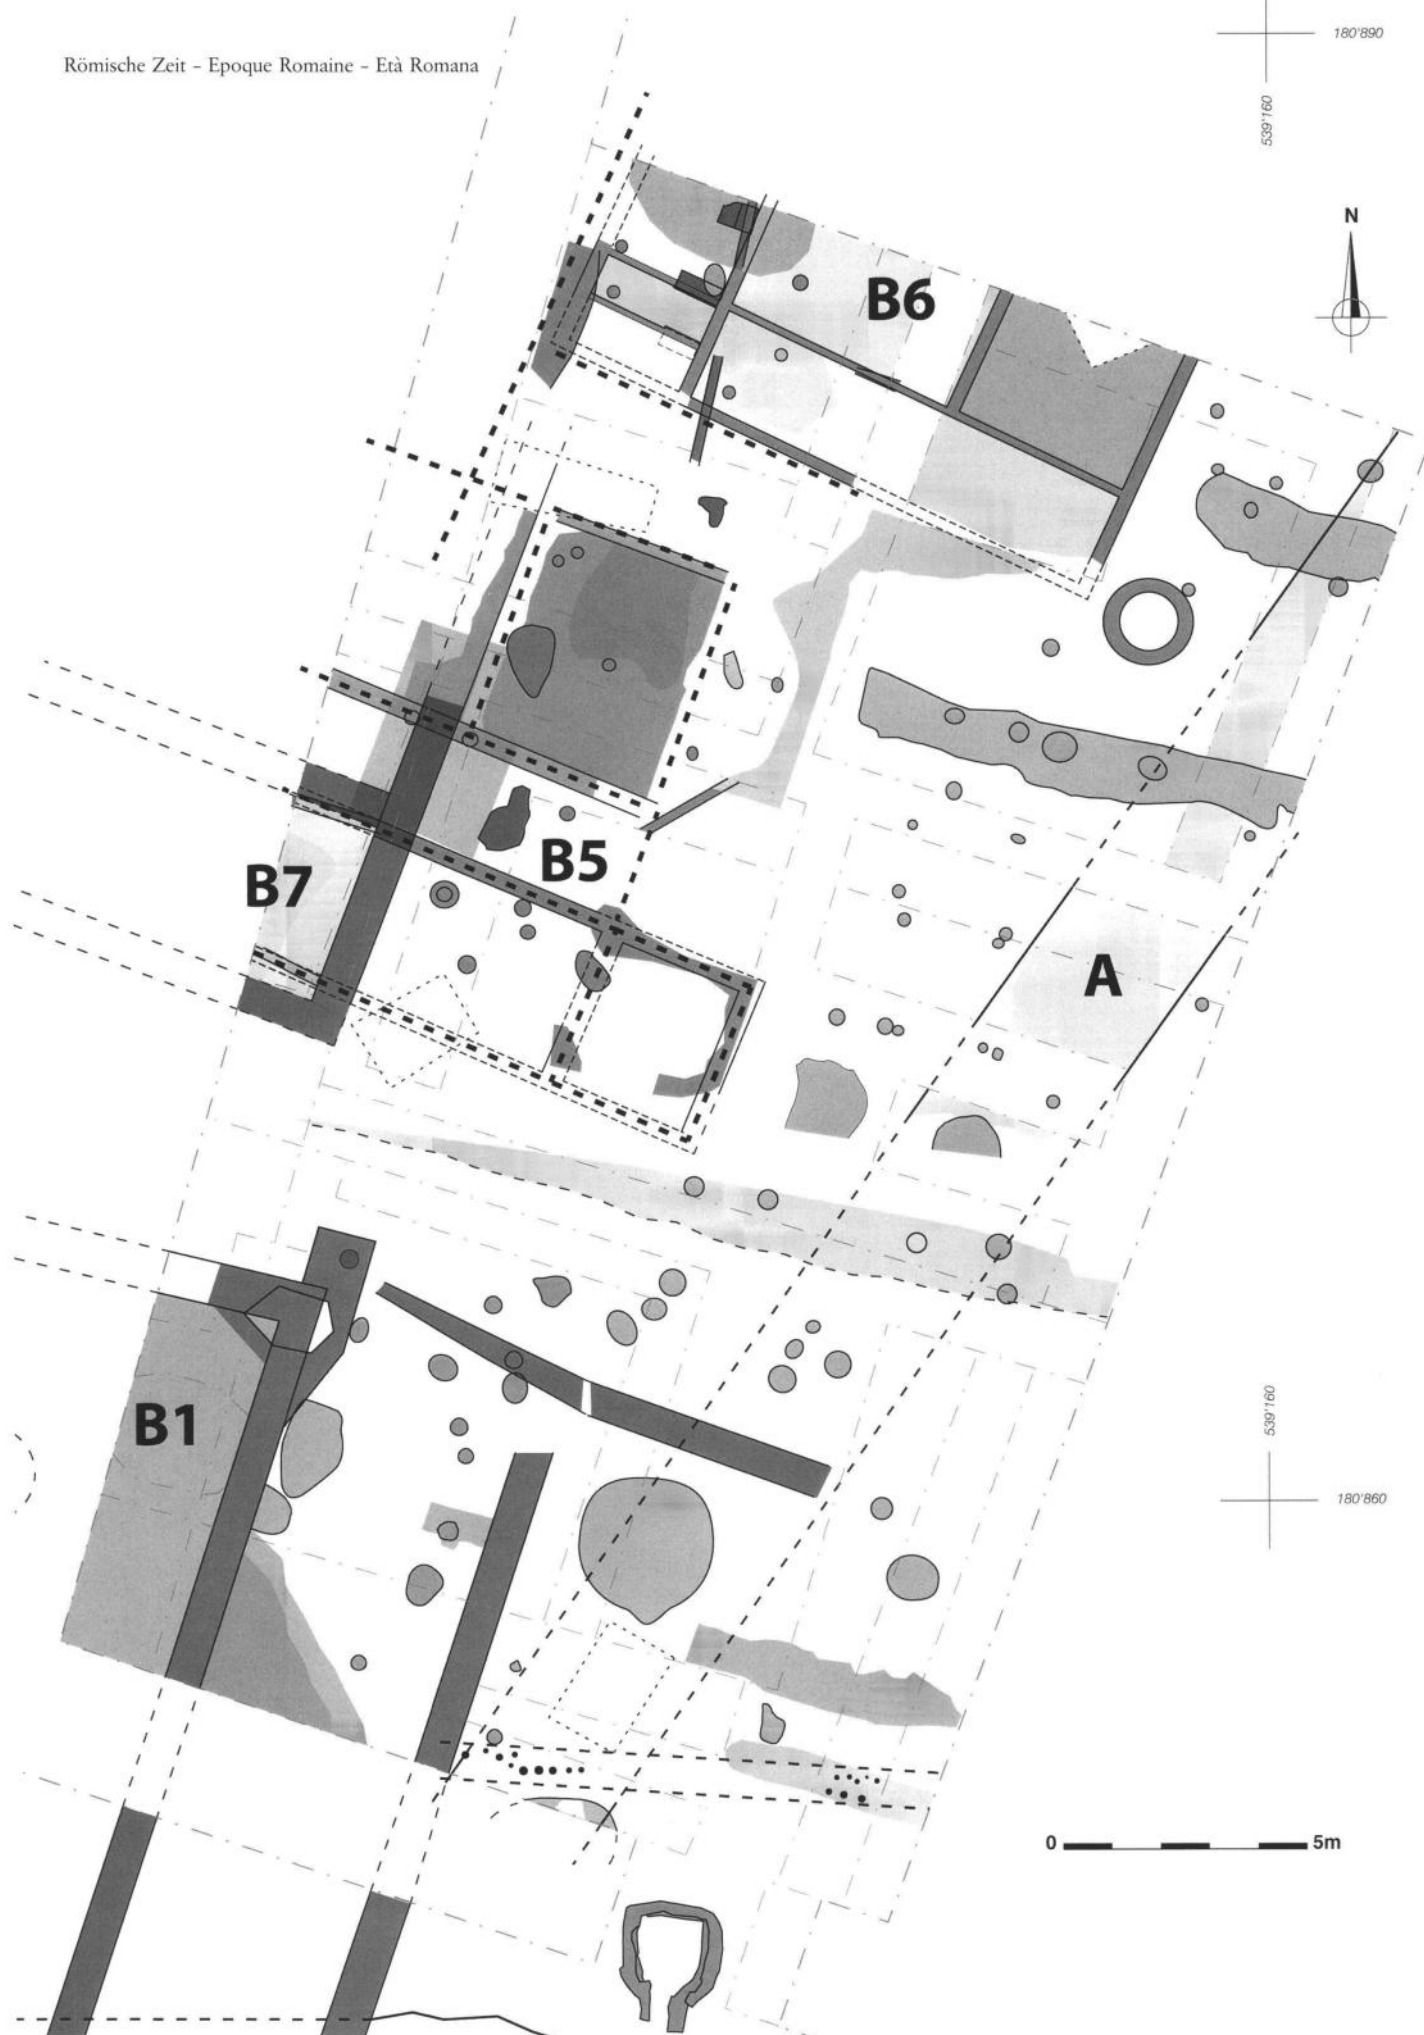 Römische Zeit – Epoque Romaine – Età Romana
180'890
539'160
N
B6
B5
B7
A
B1
539'160
180'860
0 5m